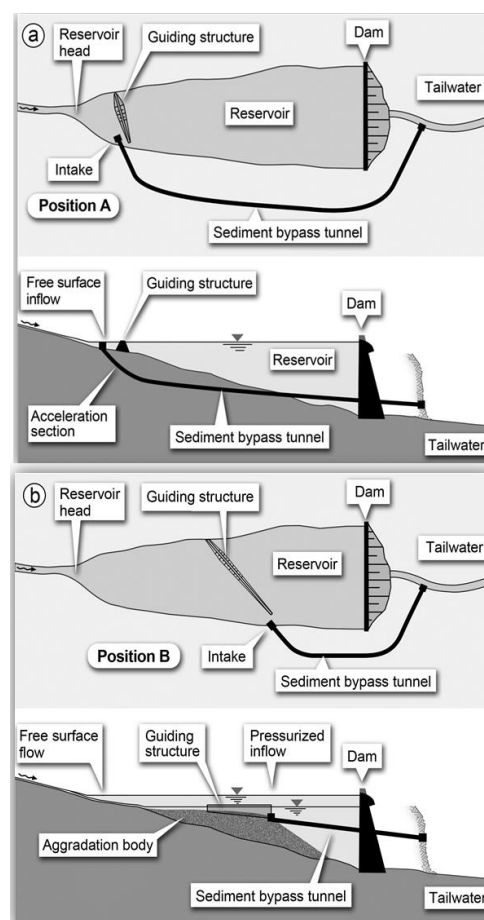 a
Reservoir
head
Guiding structure
Dam
Tailwater
Reservoir
Intake
Position A
Sediment bypass tunnel
Free surface
inflow
Guiding structure
Dam
Reservoir
Acceleration
section
Sediment bypass tunnel
Tailwater
b
Reservoir
head
Guiding structure
Dam
Tailwater
Reservoir
Position B
Intake
Sediment bypass tunnel
Free surface
flow
Guiding
structure
Pressurized
inflow
Dam
Aggradation body
Sediment bypass tunnel
Tailwater